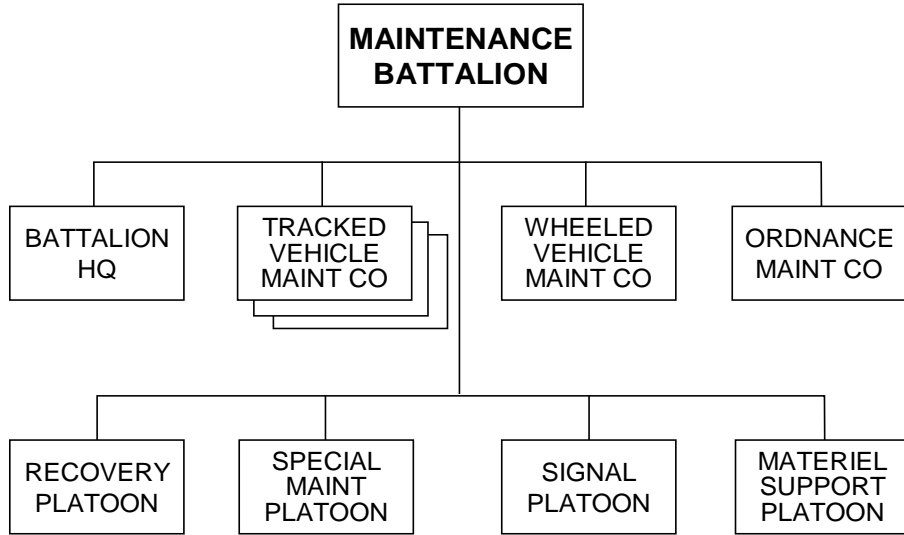 MAINTENANCE
BATTALION
BATTALION
HQ
TRACKED
VEHICLE
MAINT CO
WHEELED
VEHICLE
MAINT CO
ORDNANCE
MAINT CO
RECOVERY
PLATOON
SPECIAL
MAINT
PLATOON
SIGNAL
PLATOON
MATERIEL
SUPPORT
PLATOON